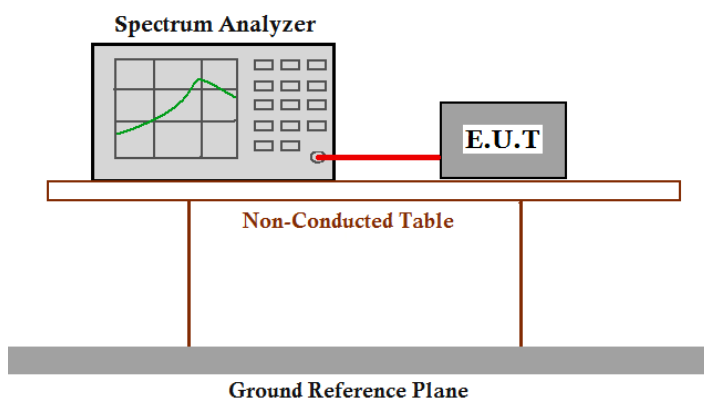 Spectrum Analyzer
E.U.T
Non-Conducted Table
Ground Reference Plane